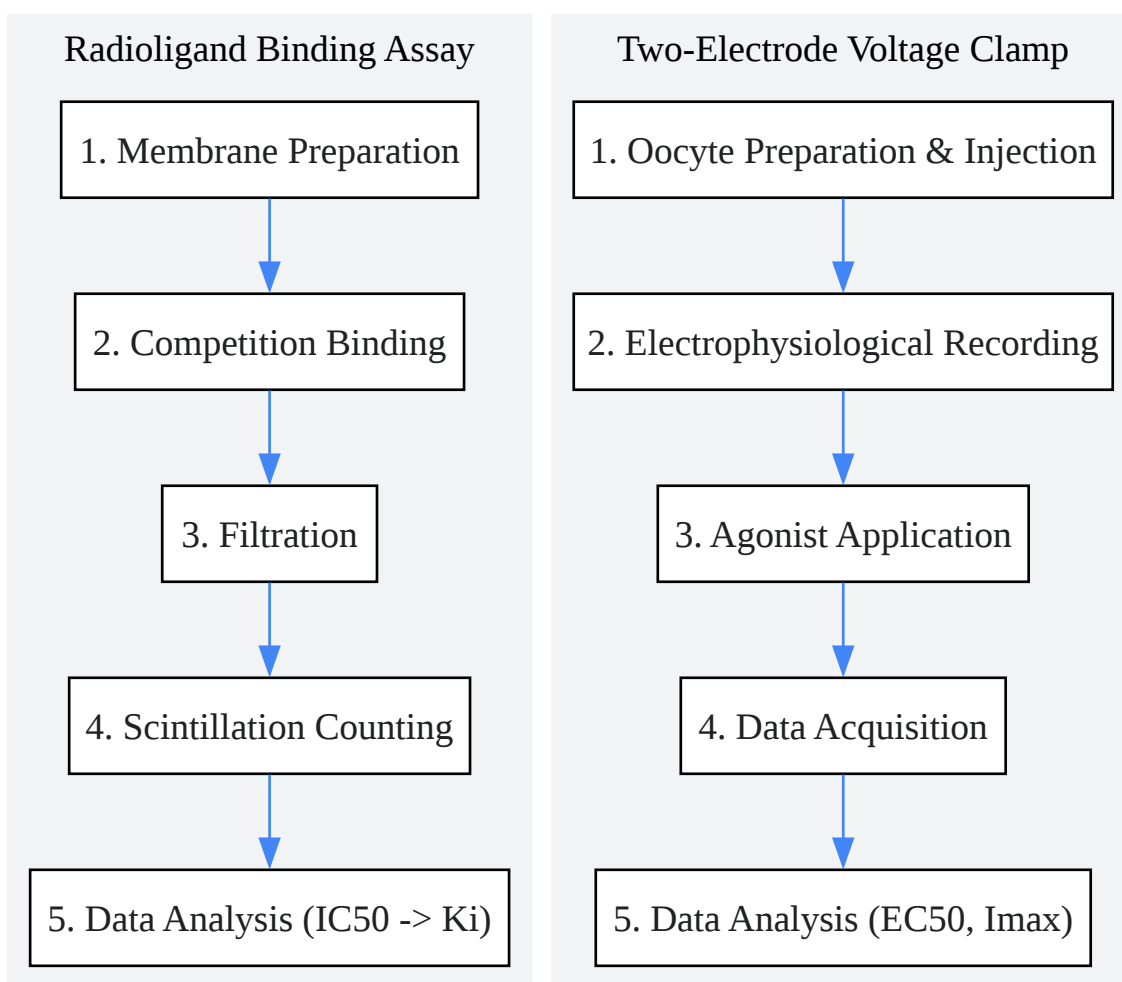 Radioligand Binding Assay
1. Membrane Preparation
2. Competition Binding
3. Filtration
4. Scintillation Counting
5. Data Analysis (IC50 -> Ki)
Two-Electrode Voltage Clamp
1. Oocyte Preparation & Injection
2. Electrophysiological Recording
3. Agonist Application
4. Data Acquisition
5. Data Analysis (EC50, Imax)